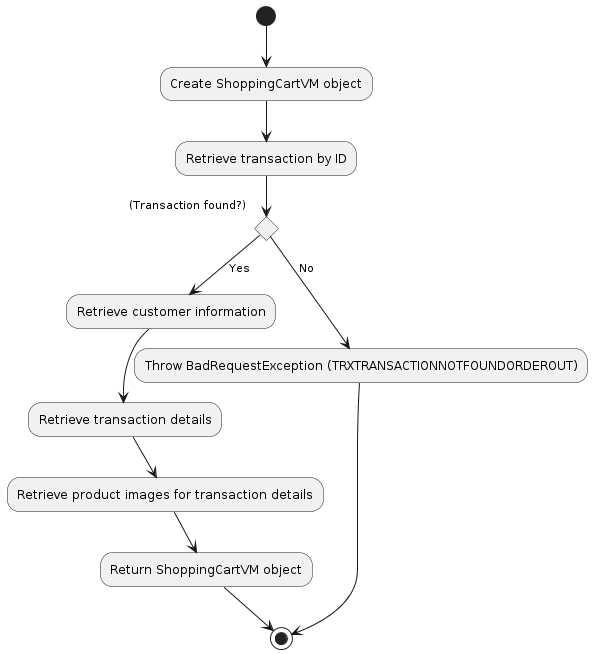 Create ShoppingCartVM object
Retrieve transaction by ID
(Transaction found?)
Yes
No
Retrieve customer information
Throw BadRequestException (TRXTRANSACTIONNOTFOUNDORDEROUT)
Retrieve transaction details
Retrieve product images for transaction details
Return ShoppingCartVM object